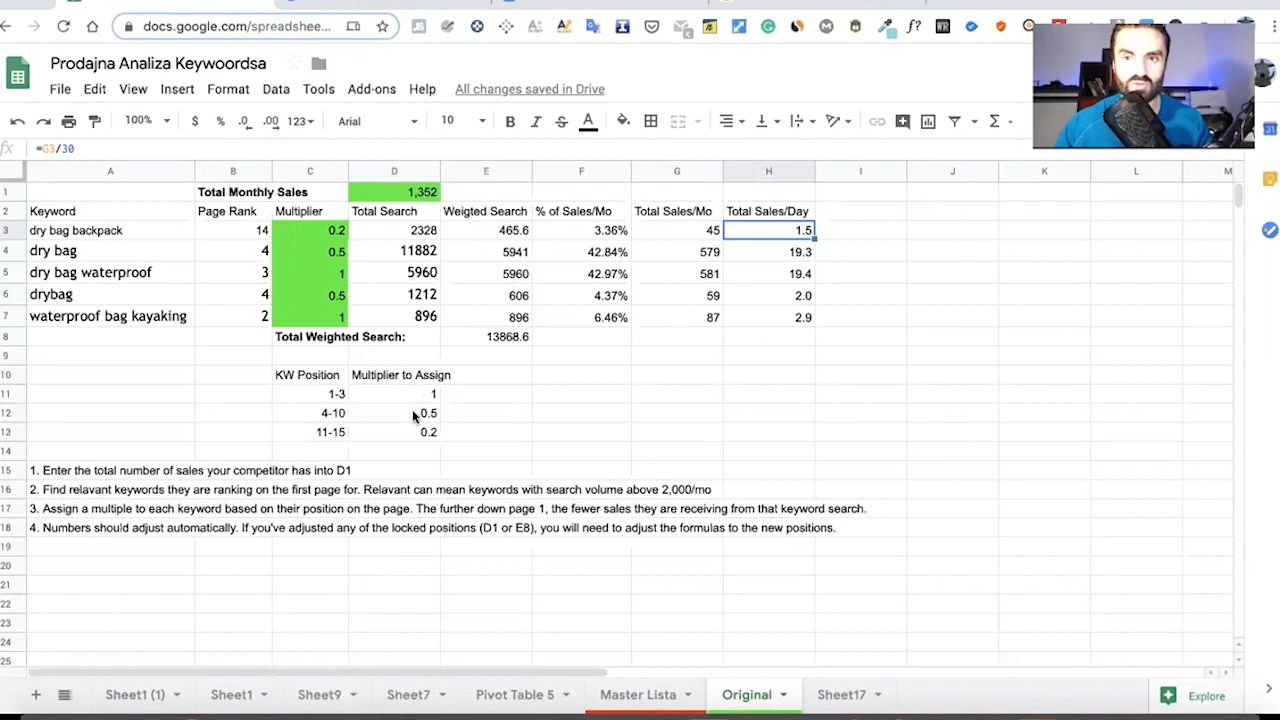 docs.google.com/spreadshee...
Prodajna Analiza Keywoordsa
File Edit View Insert Format Data Tools Add-ons Help All changes saved in Drive
100% $ % .0 .00 123 Arial 10 B I S A
fx =G3/30
A B C D E F G H I J K L M
1 Total Monthly Sales 1,352
2 Keyword Page Rank Multiplier Total Search Weigted Search % of Sales/Mo Total Sales/Mo Total Sales/Day
3 dry bag backpack 14 0.2 2328 465.6 3.36% 45 1.5
4 dry bag 4 0.5 11882 5941 42.84% 579 19.3
5 dry bag waterproof 3 1 5960 5960 42.97% 581 19.4
6 drybag 4 0.5 1212 606 4.37% 59 2.0
7 waterproof bag kayaking 2 1 896 896 6.46% 87 2.9
8 Total Weighted Search: 13868.6
9
10 KW Position Multiplier to Assign
11 1-3 1
12 4-10 0.5
13 11-15 0.2
14
15 1. Enter the total number of sales your competitor has into D1
16 2. Find relavant keywords they are ranking on the first page for. Relavant can mean keywords with search volume above 2,000/mo
17 3. Assign a multiple to each keyword based on their position on the page. The further down page 1, the fewer sales they are receiving from that keyword search.
18 4. Numbers should adjust automatically. If you've adjusted any of the locked positions (D1 or E8), you will need to adjust the formulas to the new positions.
19
20
21
22
23
24
25
Sheet1 (1) Sheet1 Sheet9 Sheet7 Pivot Table 5 Master Lista Original Sheet17 Explore